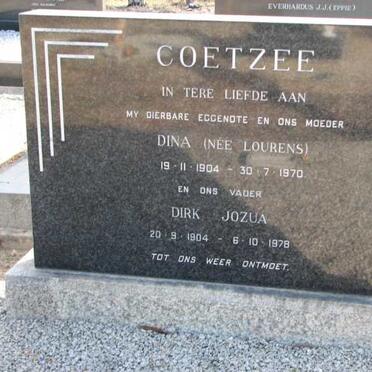 EVERHARDUS J.J. (EPPIE)
COETZEE
IN TERE LIEFDE AAN
MY DIERBARE EGGENOTE EN ONS MOEDER
DINA (NÉE LOURENS)
19·11·1904 - 30·7·1970.
EN ONS VADER
DIRK JOZUA
20·9·1904 - 6·10·1978
TOT ONS WEER ONTMOET.